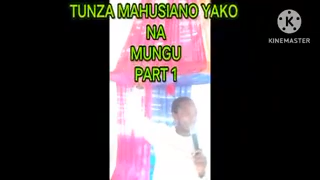 TUNZA MAHUSIANO YAKO
NA
MUNGU
PART 1
KINEMASTER